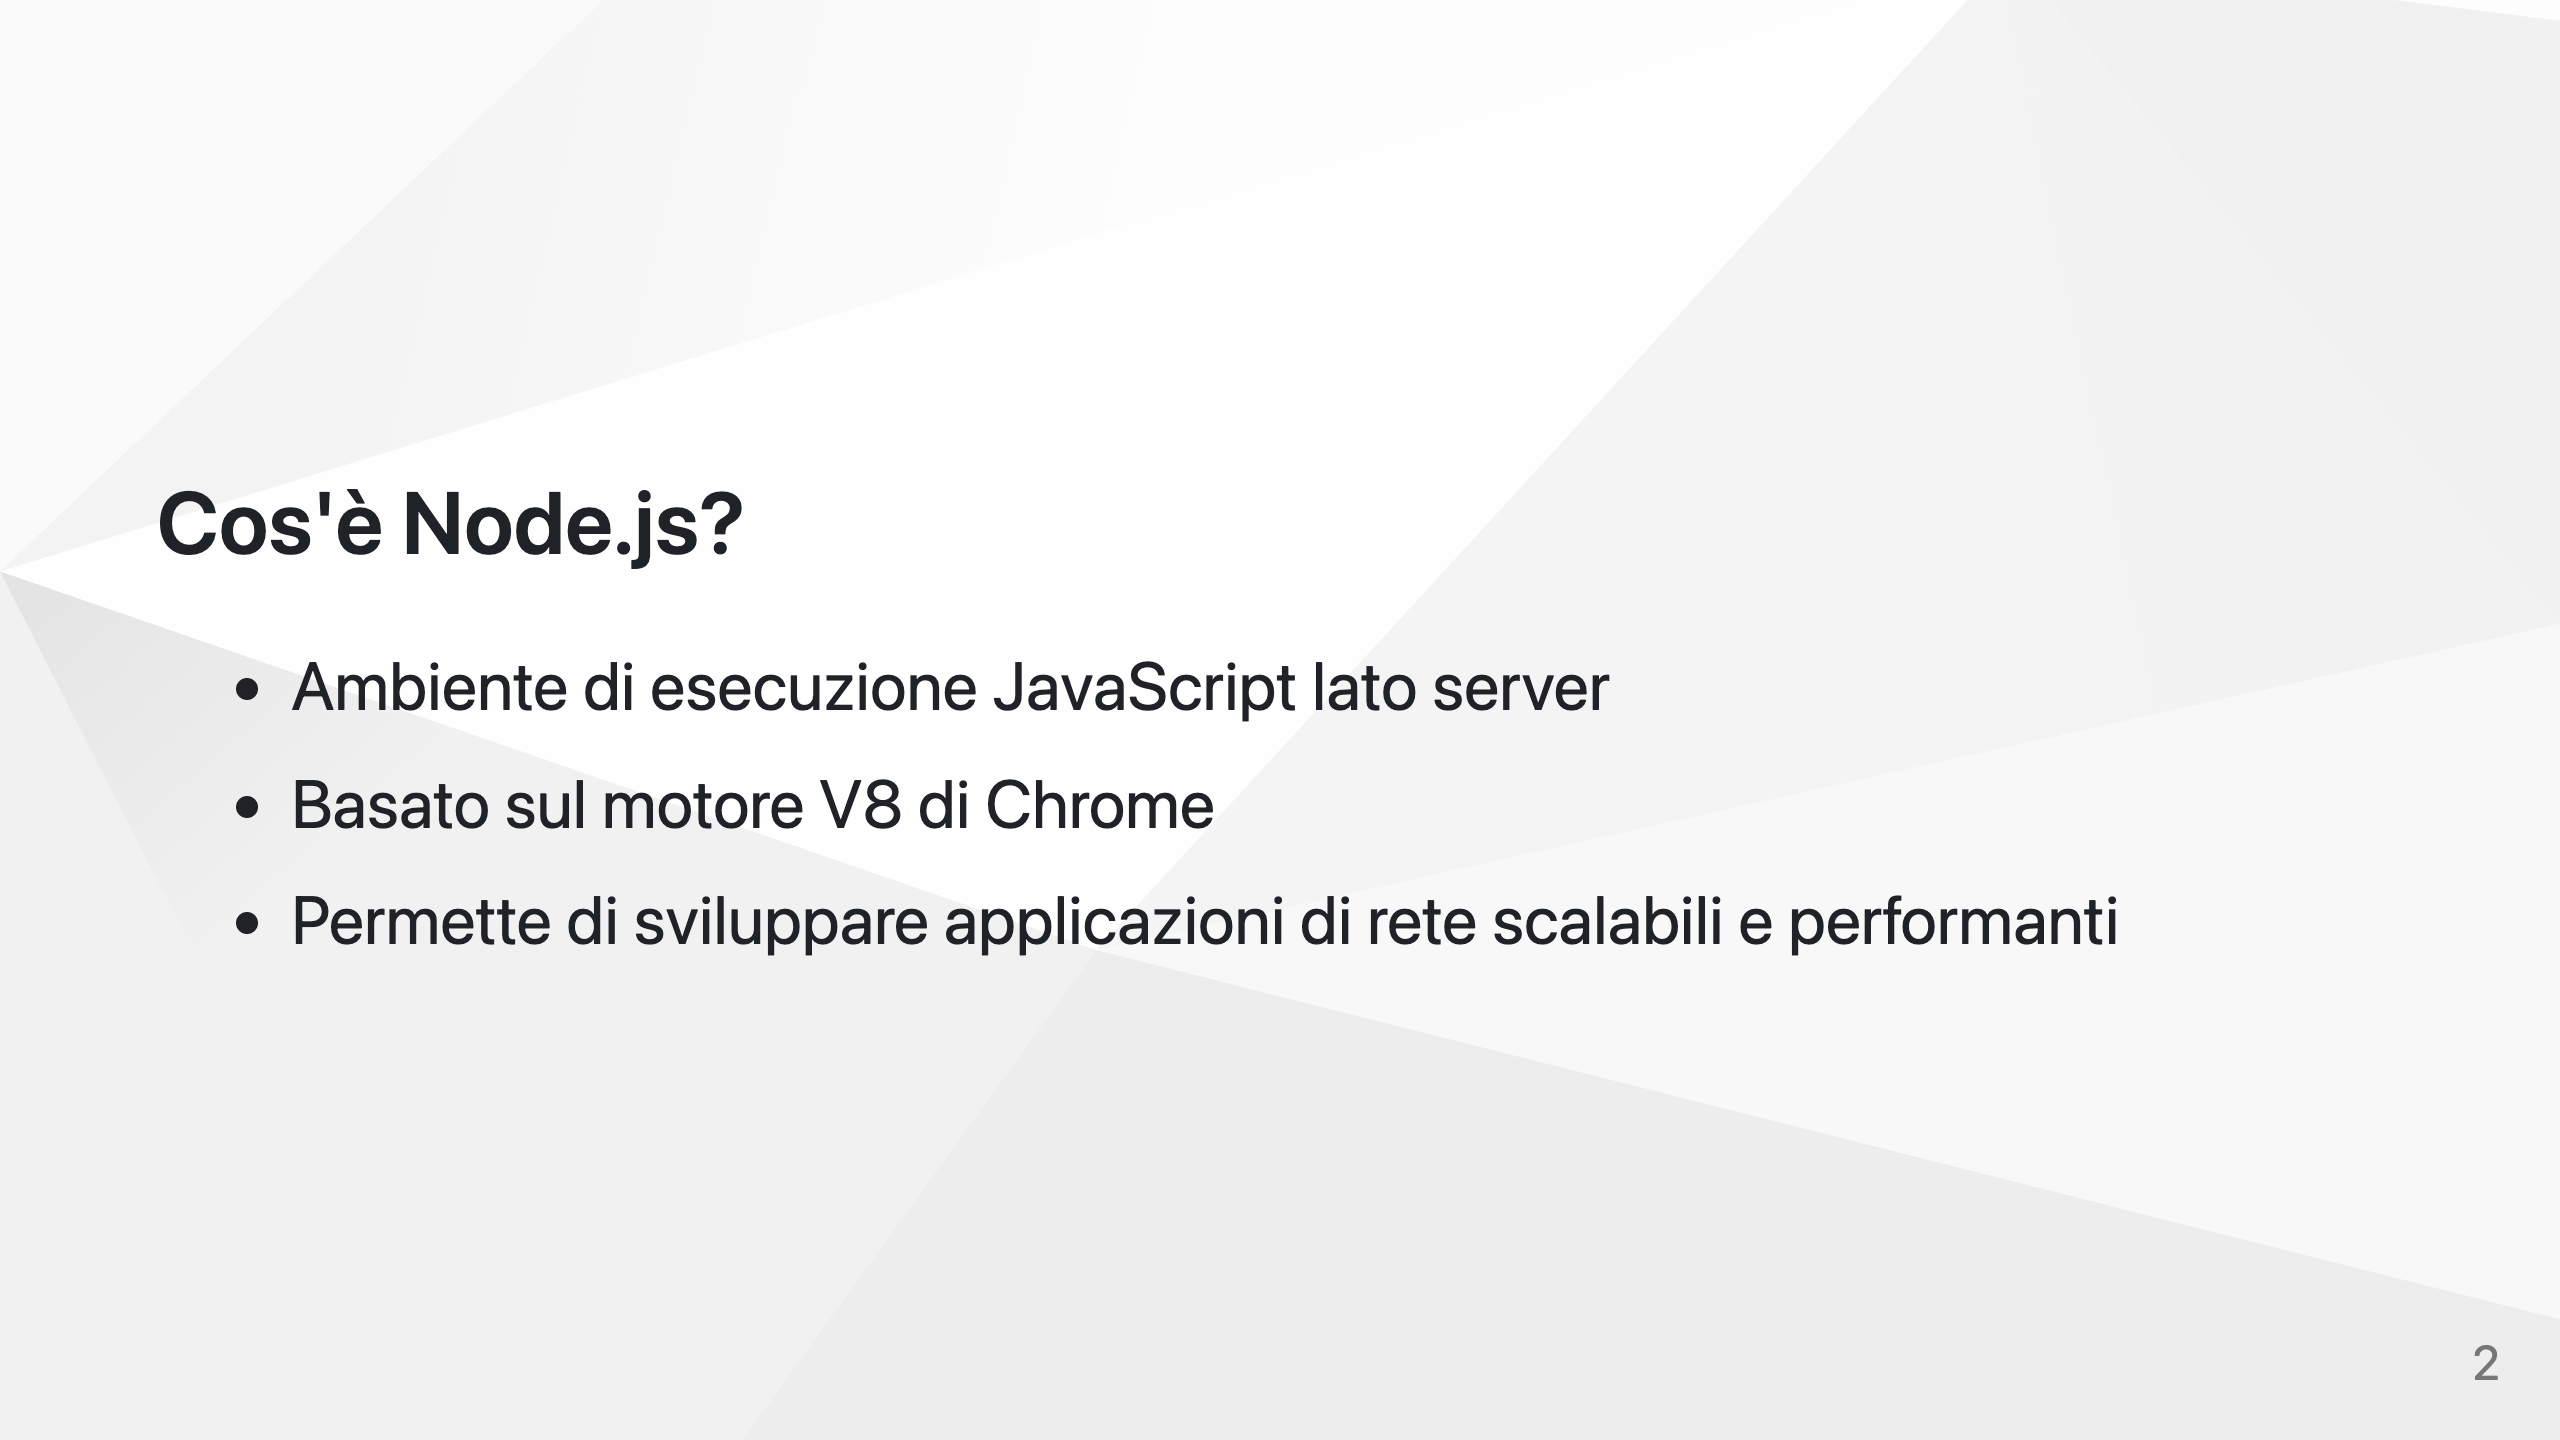 Cos'è Node.js?
• Ambiente di esecuzione JavaScript lato server
• Basato sul motore V8 di Chrome
• Permette di sviluppare applicazioni di rete scalabili e performanti
2